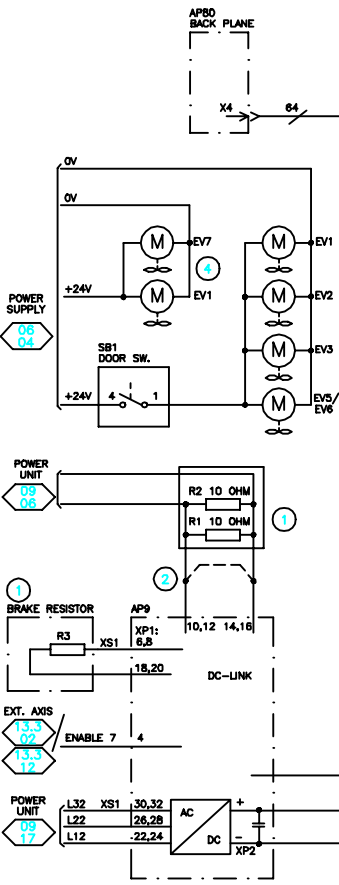 AP80
BACK PLANE
X4
64
0V
0V
M
EV7
M
EV1
4
+24V
M
EV1
M
EV2
POWER
SUPPLY
06
04
SB1
DOOR SW.
M
EV3
+24V
4
1
M
EV5/
EV6
POWER
UNIT
09
06
R2 10 OHM
R1 10 OHM
1
2
1
BRAKE RESISTOR
AP9
R3
XS1
XP1:
6,8
10,12 14,16
18,20
DC-LINK
EXT. AXIS
13.3
02
13.3
12
ENABLE 7
4
POWER
UNIT
09
17
L32 XS1 30,32
L22 26,28
L12 22,24
AC
DC
+
-
XP2